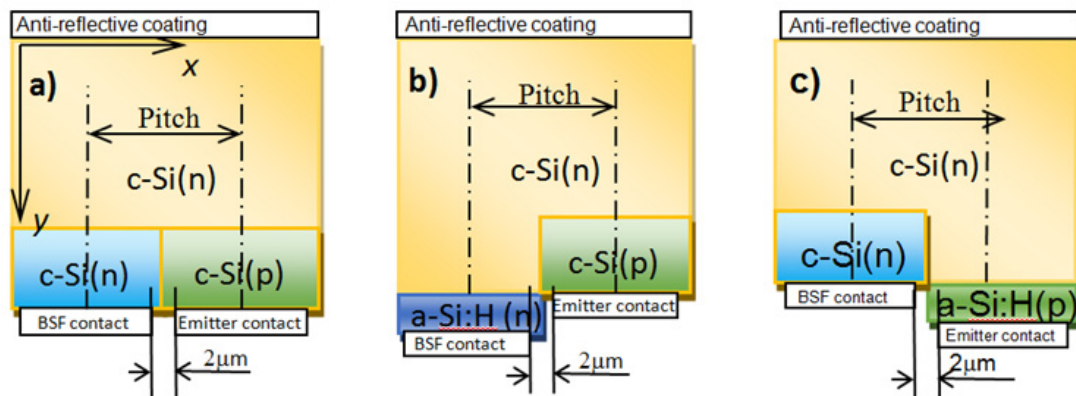 Anti-reflective coating
a)
x
Pitch
c-Si(n)
y
c-Si(n)
c-Si(p)
BSF contact
Emitter contact
2μm
Anti-reflective coating
b)
Pitch
c-Si(n)
c-Si(p)
Emitter contact
a-Si:H (n)
BSF contact
2μm
Anti-reflective coating
c)
Pitch
c-Si(n)
c-Si(n)
BSF contact
a-Si:H(p)
Emitter contact
2μm